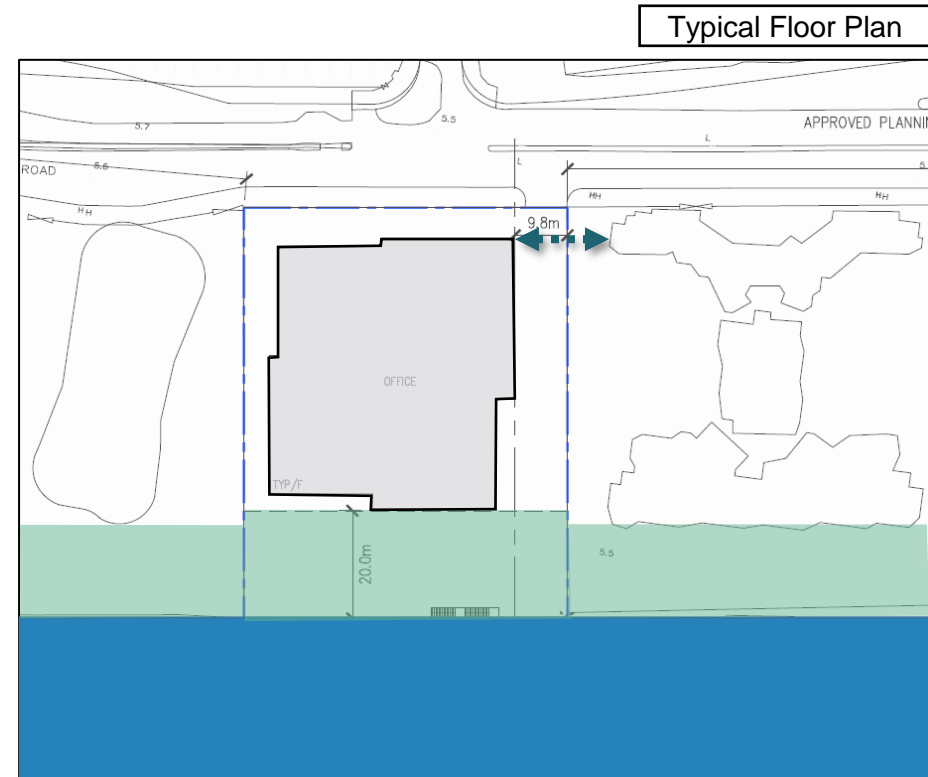 Typical Floor Plan
5.7
5.5
APPROVED PLANNIN
L
ROAD
5.6
L
5
HH
HH
HH
9.8m
OFFICE
TYP/F
20.0m
5.5